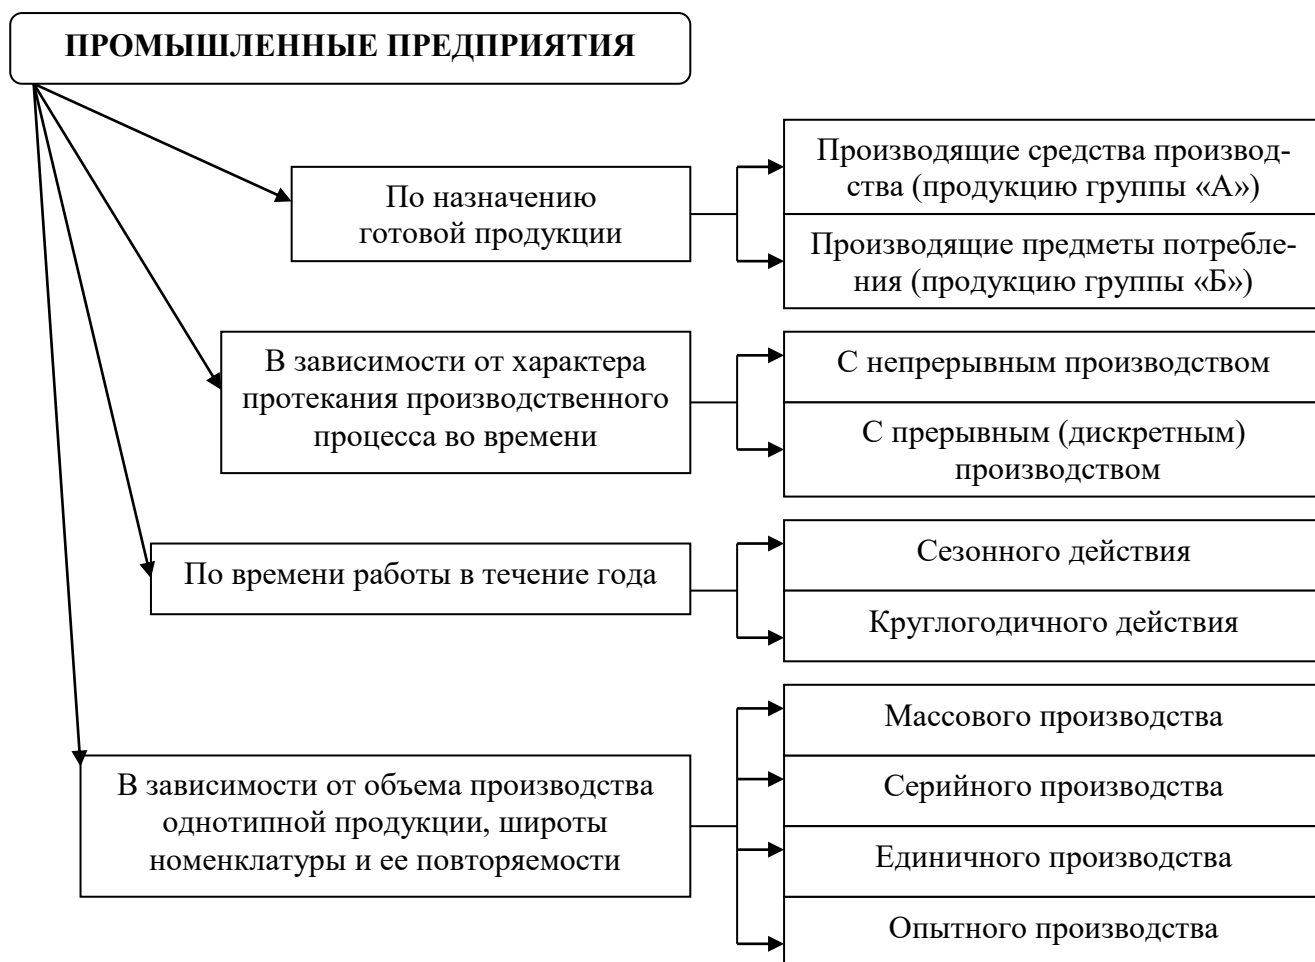 ПРОМЫШЛЕННЫЕ ПРЕДПРИЯТИЯ
По назначению
готовой продукции
Производящие средства производ-
ства (продукцию группы «А»)
Производящие предметы потребле-
ния (продукцию группы «Б»)
В зависимости от характера
протекания производственного
процесса во времени
С непрерывным производством
С прерывным (дискретным)
производством
По времени работы в течение года
Сезонного действия
Круглогодичного действия
В зависимости от объема производства
однотипной продукции, широты
номенклатуры и ее повторяемости
Массового производства
Серийного производства
Единичного производства
Опытного производства